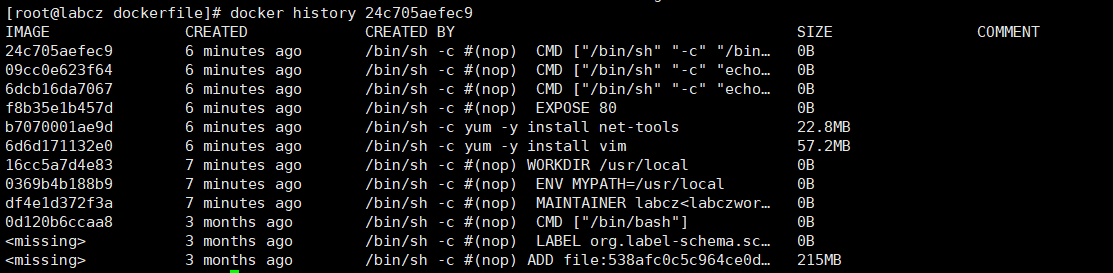 [root@labcz dockerfile]# docker history 24c705aefec9
IMAGE CREATED CREATED BY SIZE COMMENT
24c705aefec9 6 minutes ago /bin/sh -c #(nop) CMD ["/bin/sh" "-c" "/bin… 0B
09cc0e623f64 6 minutes ago /bin/sh -c #(nop) CMD ["/bin/sh" "-c" "echo… 0B
6dcb16da7067 6 minutes ago /bin/sh -c #(nop) CMD ["/bin/sh" "-c" "echo… 0B
f8b35e1b457d 6 minutes ago /bin/sh -c #(nop) EXPOSE 80 0B
b7070001ae9d 6 minutes ago /bin/sh -c yum -y install net-tools 22.8MB
6d6d171132e0 6 minutes ago /bin/sh -c yum -y install vim 57.2MB
16cc5a7d4e83 7 minutes ago /bin/sh -c #(nop) WORKDIR /usr/local 0B
0369b4b188b9 7 minutes ago /bin/sh -c #(nop) ENV MYPATH=/usr/local 0B
df4e1d372f3a 7 minutes ago /bin/sh -c #(nop) MAINTAINER labcz<labczwor… 0B
0d120b6ccaa8 3 months ago /bin/sh -c #(nop) CMD ["/bin/bash"] 0B
<missing> 3 months ago /bin/sh -c #(nop) LABEL org.label-schema.sc… 0B
<missing> 3 months ago /bin/sh -c #(nop) ADD file:538afc0c5c964ce0d… 215MB